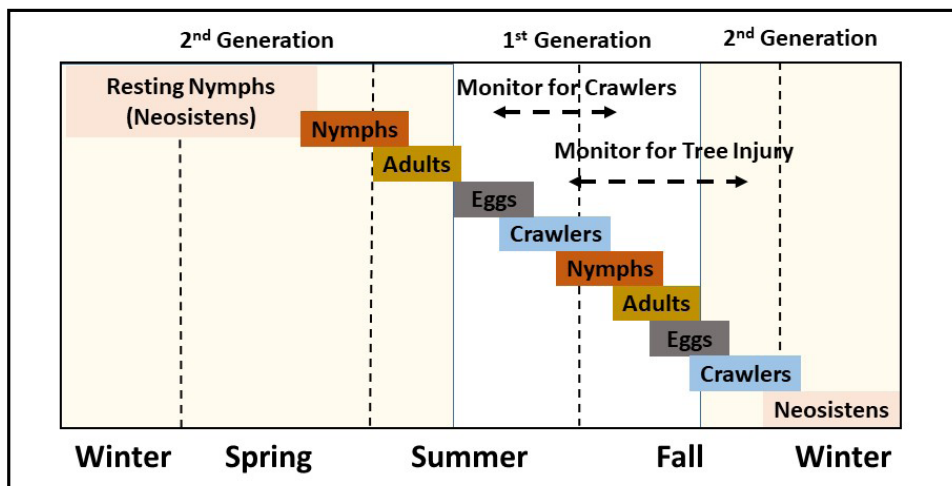 2nd Generation
1st Generation
2nd Generation
Resting Nymphs
(Neosistens)
Monitor for Crawlers
Nymphs
Monitor for Tree Injury
Adults
Eggs
Crawlers
Nymphs
Adults
Eggs
Crawlers
Neosistens
Winter
Spring
Summer
Fall
Winter